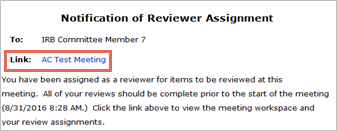 Notification of Reviewer Assignment
To: IRB Committee Member 7
Link: AC Test Meeting
You have been assigned as a reviewer for items to be reviewed at this
meeting. All of your reviews should be complete prior to the start of the meeting
(8/31/2016 8:28 AM.) Click the link above to view the meeting workspace and
your review assignments.